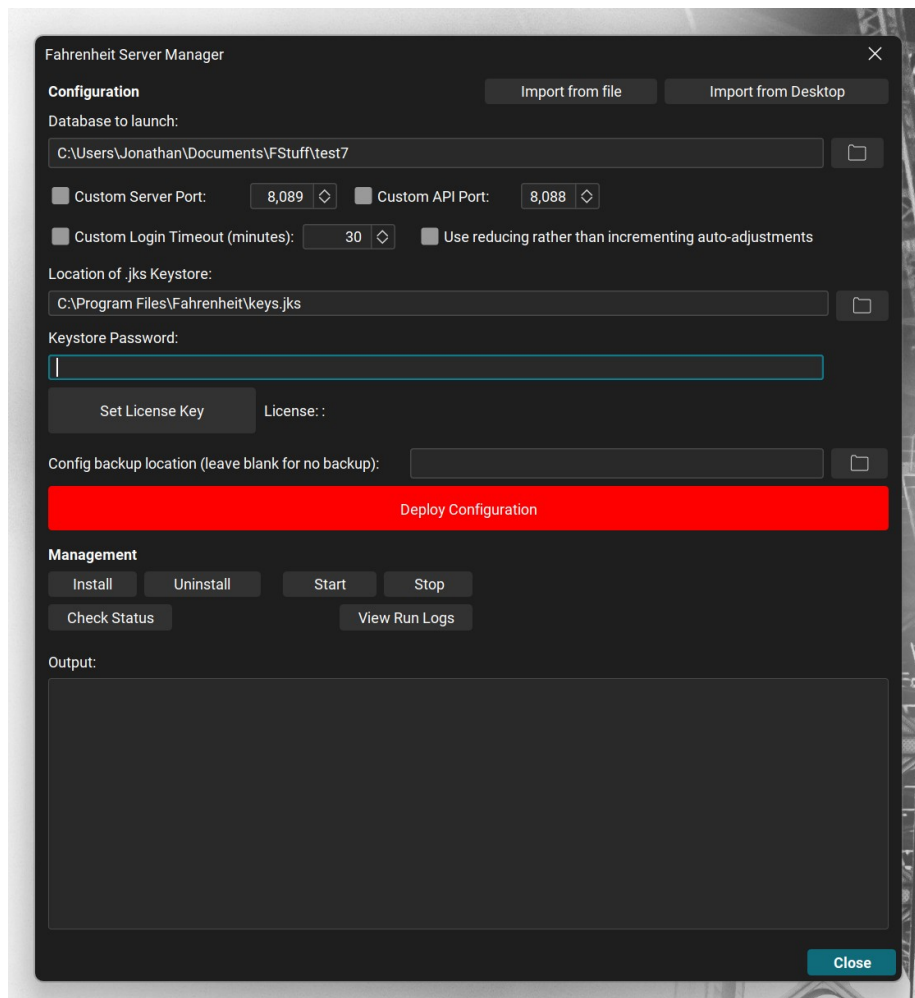 Fahrenheit Server Manager
Configuration Import from file Import from Desktop
Database to launch:
C:\Users\Jonathan\Documents\FStuff\test7
Custom Server Port: 8,089 Custom API Port: 8,088
Custom Login Timeout (minutes): 30 Use reducing rather than incrementing auto-adjustments
Location of .jks Keystore:
C:\Program Files\Fahrenheit\keys.jks
Keystore Password:
Set License Key License: :
Config backup location (leave blank for no backup):
Deploy Configuration
Management
Install Uninstall Start Stop
Check Status View Run Logs
Output:
Close